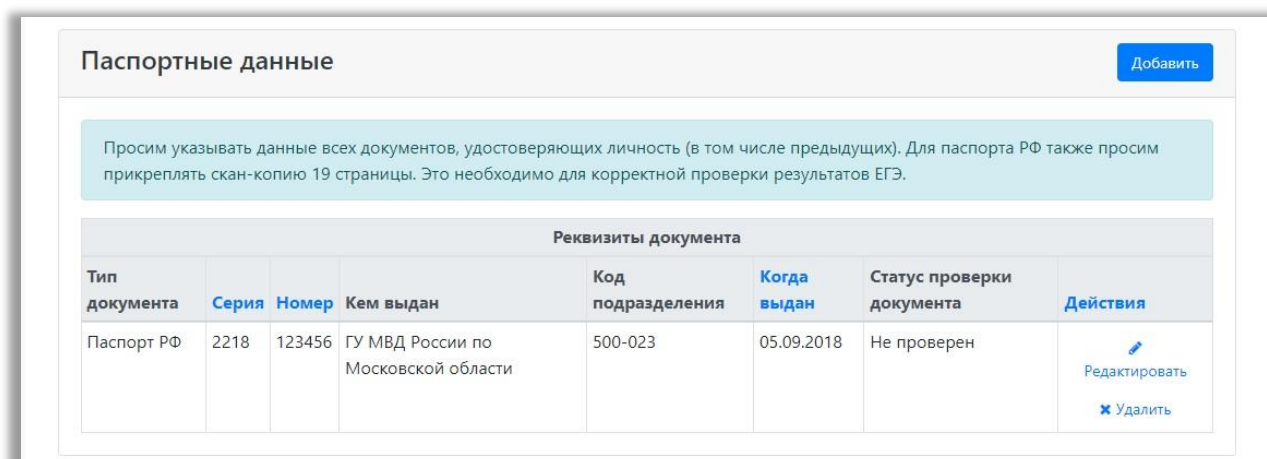 Паспортные данные
Добавить
Просим указывать данные всех документов, удостоверяющих личность (в том числе предыдущих). Для паспорта РФ также просим
прикреплять скан-копию 19 страницы. Это необходимо для корректной проверки результатов ЕГЭ.
Реквизиты документа
Тип
документа
Серия
Номер
Кем выдан
Код
подразделения
Когда
выдан
Статус проверки
документа
Действия
Паспорт РФ
2218
123456
ГУ МВД России по
Московской области
500-023
05.09.2018
Не проверен
Редактировать
Удалить